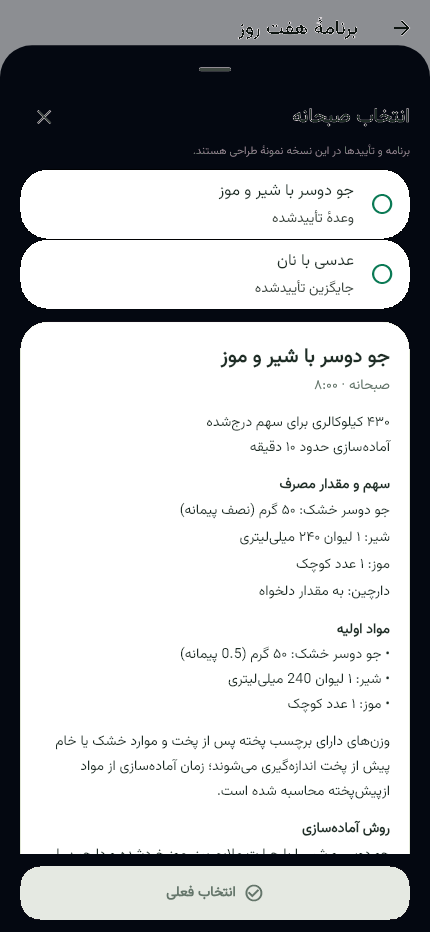 برنامهٔ هفت روز
انتخاب صبحانه
برنامه و تأییدها در این نسخه نمونهٔ طراحی هستند.
جو دوسر با شیر و موز
وعدهٔ تأییدشده
عدسی با نان
جایگزین تأییدشده
جو دوسر با شیر و موز
صبحانه · ۸:۰۰
۴۳۰ کیلوکالری برای سهم درج‌شده
آماده‌سازی حدود ۱۰ دقیقه
سهم و مقدار مصرف
جو دوسر خشک: ۵۰ گرم (نصف پیمانه)
شیر: ۱ لیوان ۲۴۰ میلی‌لیتری
موز: ۱ عدد کوچک
دارچین: به مقدار دلخواه
مواد اولیه
• جو دوسر خشک: ۵۰ گرم (0.5 پیمانه)
• شیر: ۱ لیوان 240 میلی‌لیتری
• موز: ۱ عدد کوچک
وزن‌های دارای برچسب پخته پس از پخت و موارد خشک یا خام
پیش از پخت اندازه‌گیری می‌شوند؛ زمان آماده‌سازی از مواد
ازپیش‌پخته محاسبه شده است.
روش آماده‌سازی
انتخاب فعلی